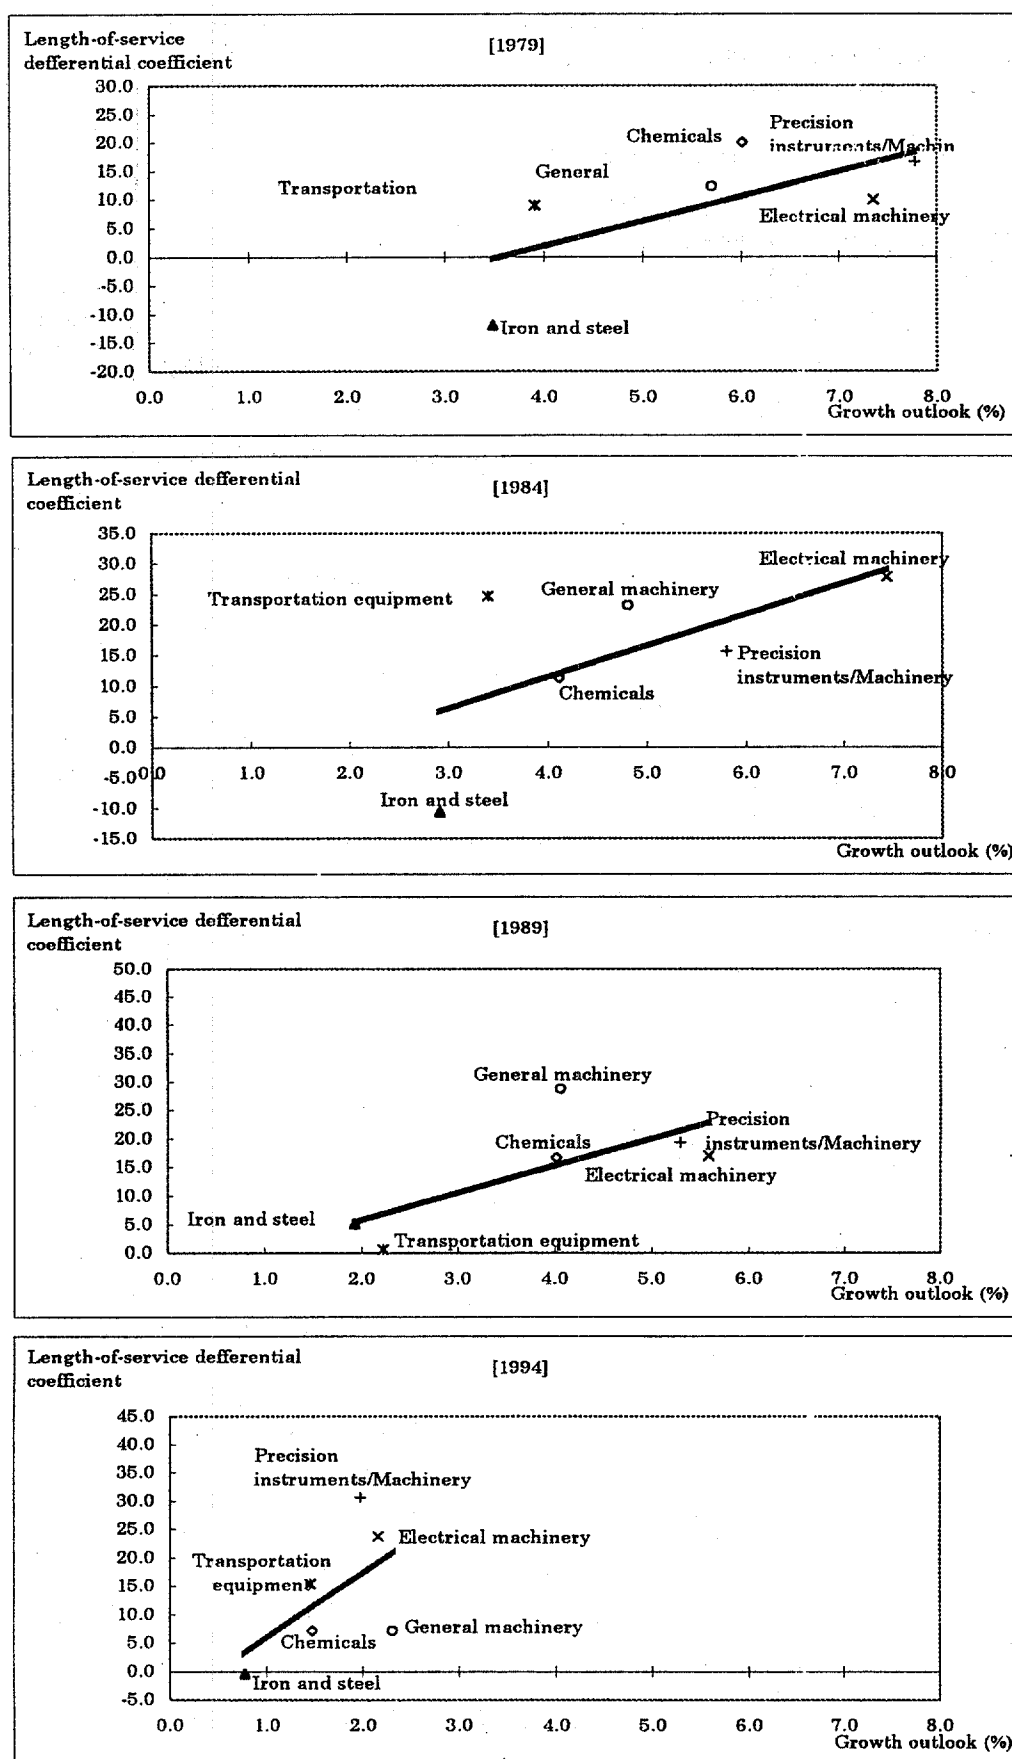 Length-of-service
defferential coefficient
[1979]
30.0
25.0
20.0
15.0
10.0
5.0
0.0
-5.0
-10.0
-15.0
-20.0
Chemicals
Precision
instruments/Machin
General
Transportation
Electrical machinery
Iron and steel
0.0 1.0 2.0 3.0 4.0 5.0 6.0 7.0 8.0
Growth outlook (%)
Length-of-service defferential
coefficient
[1984]
35.0
30.0
25.0
20.0
15.0
10.0
5.0
0.0
-5.0
-10.0
-15.0
Electrical machinery
General machinery
Transportation equipment
Precision
instruments/Machinery
Chemicals
0.0 1.0 2.0 3.0 4.0 5.0 6.0 7.0 8.0
Iron and steel
Growth outlook (%)
Length-of-service defferential
coefficient
[1989]
50.0
45.0
40.0
35.0
30.0
25.0
20.0
15.0
10.0
5.0
0.0
General machinery
Precision
instruments/Machinery
Chemicals
Electrical machinery
Iron and steel
Transportation equipment
0.0 1.0 2.0 3.0 4.0 5.0 6.0 7.0 8.0
Growth outlook (%)
Length-of-service defferential
coefficient
[1994]
45.0
40.0
35.0
30.0
25.0
20.0
15.0
10.0
5.0
0.0
-5.0
Precision
instruments/Machinery
Electrical machinery
Transportation
equipment
General machinery
Chemicals
Iron and steel
0.0 1.0 2.0 3.0 4.0 5.0 6.0 7.0 8.0
Growth outlook (%)